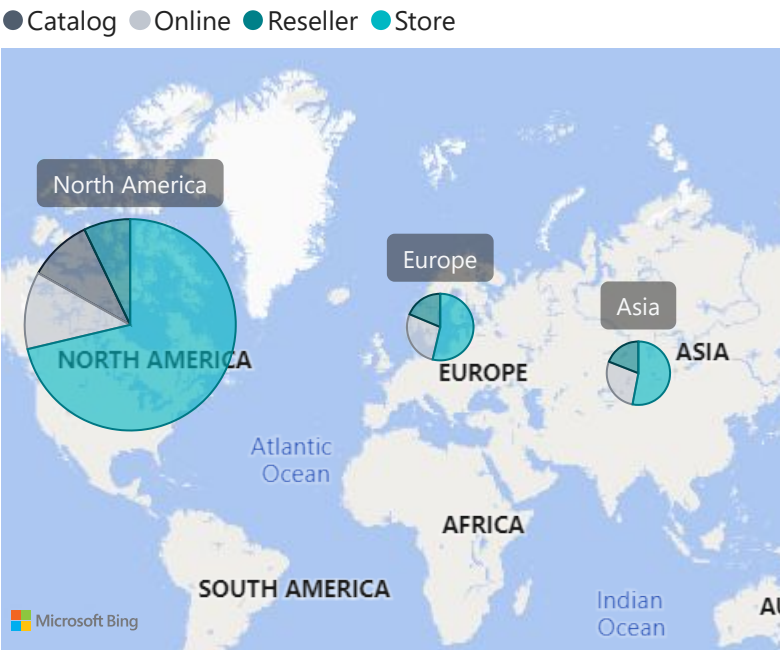 Catalog Online Reseller Store
North America
Europe
Asia
NORTH AMERICA
EUROPE
ASIA
Atlantic
Ocean
AFRICA
SOUTH AMERICA
Indian
Ocean
AU
Microsoft Bing